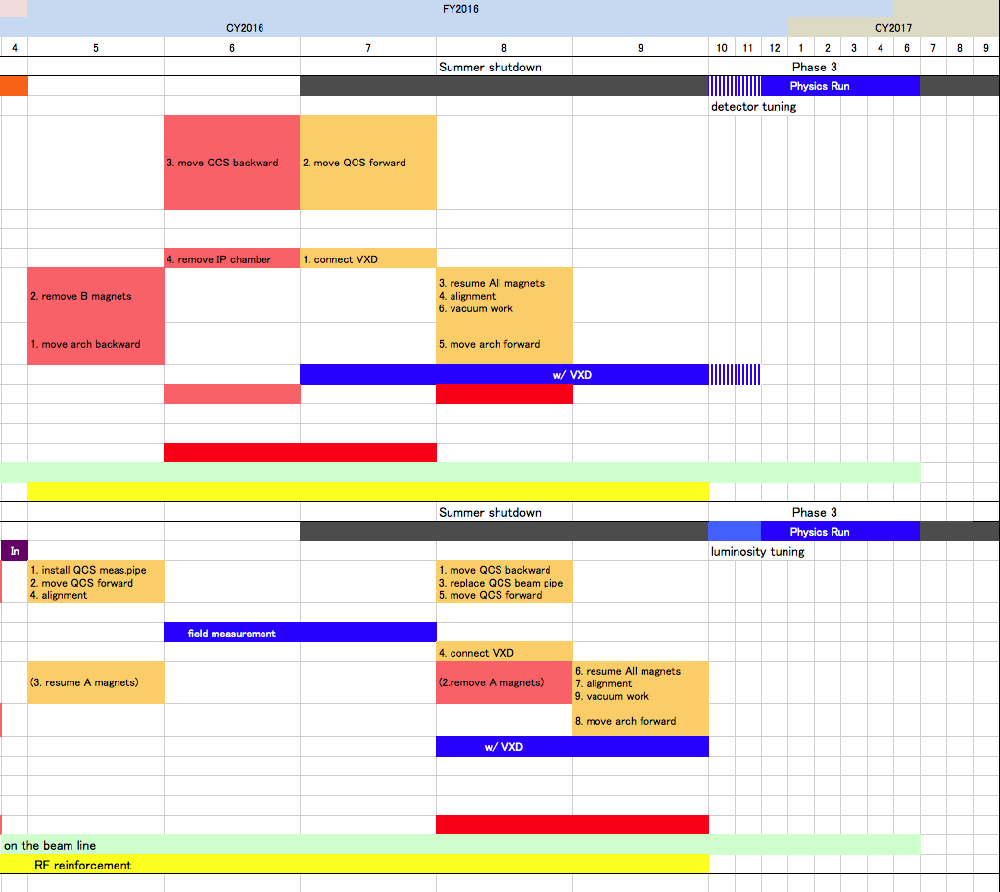 FY2016
CY2016 CY2017
4 5 6 7 8 9 10 11 12 1 2 3 4 6 7 8 9
Summer shutdown Phase 3
Physics Run
detector tuning
3. move QCS backward 2. move QCS forward
4. remove IP chamber 1. connect VXD
2. remove B magnets
1. move arch backward
3. resume All magnets
4. alignment
6. vacuum work
5. move arch forward
w/ VXD
Summer shutdown Phase 3
Physics Run
In
luminosity tuning
1. install QCS meas.pipe
2. move QCS forward
4. alignment
1. move QCS backward
3. replace QCS beam pipe
5. move QCS forward
field measurement
4. connect VXD
(3. resume A magnets)
(2.remove A magnets)
6. resume All magnets
7. alignment
9. vacuum work
8. move arch forward
w/ VXD
on the beam line
RF reinforcement